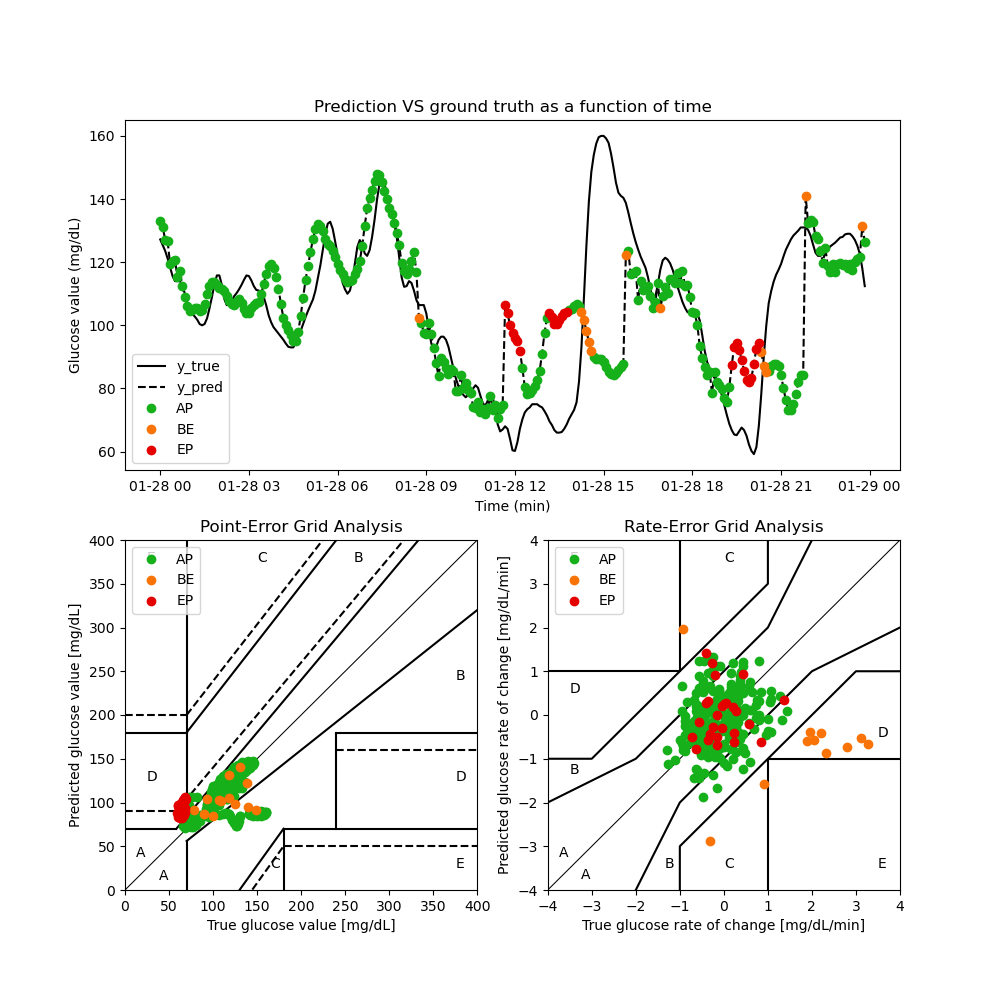 Prediction VS ground truth as a function of time
Glucose value (mg/dL)
160
140
120
100
80
60
y_true
y_pred
AP
BE
EP
01-28 00 01-28 03 01-28 06 01-28 09 01-28 12 01-28 15 01-28 18 01-28 21 01-29 00
Time (min)
Point-Error Grid Analysis
Predicted glucose value [mg/dL]
400
350
300
250
200
150
100
50
0
AP
BE
EP
C
B
B
D
D
A
A
C
E
0 50 100 150 200 250 300 350 400
True glucose value [mg/dL]
Rate-Error Grid Analysis
Predicted glucose rate of change [mg/dL/min]
4
3
2
1
0
−1
−2
−3
−4
AP
BE
EP
C
D
D
B
A
A
B
C
E
−4 −3 −2 −1 0 1 2 3 4
True glucose rate of change [mg/dL/min]